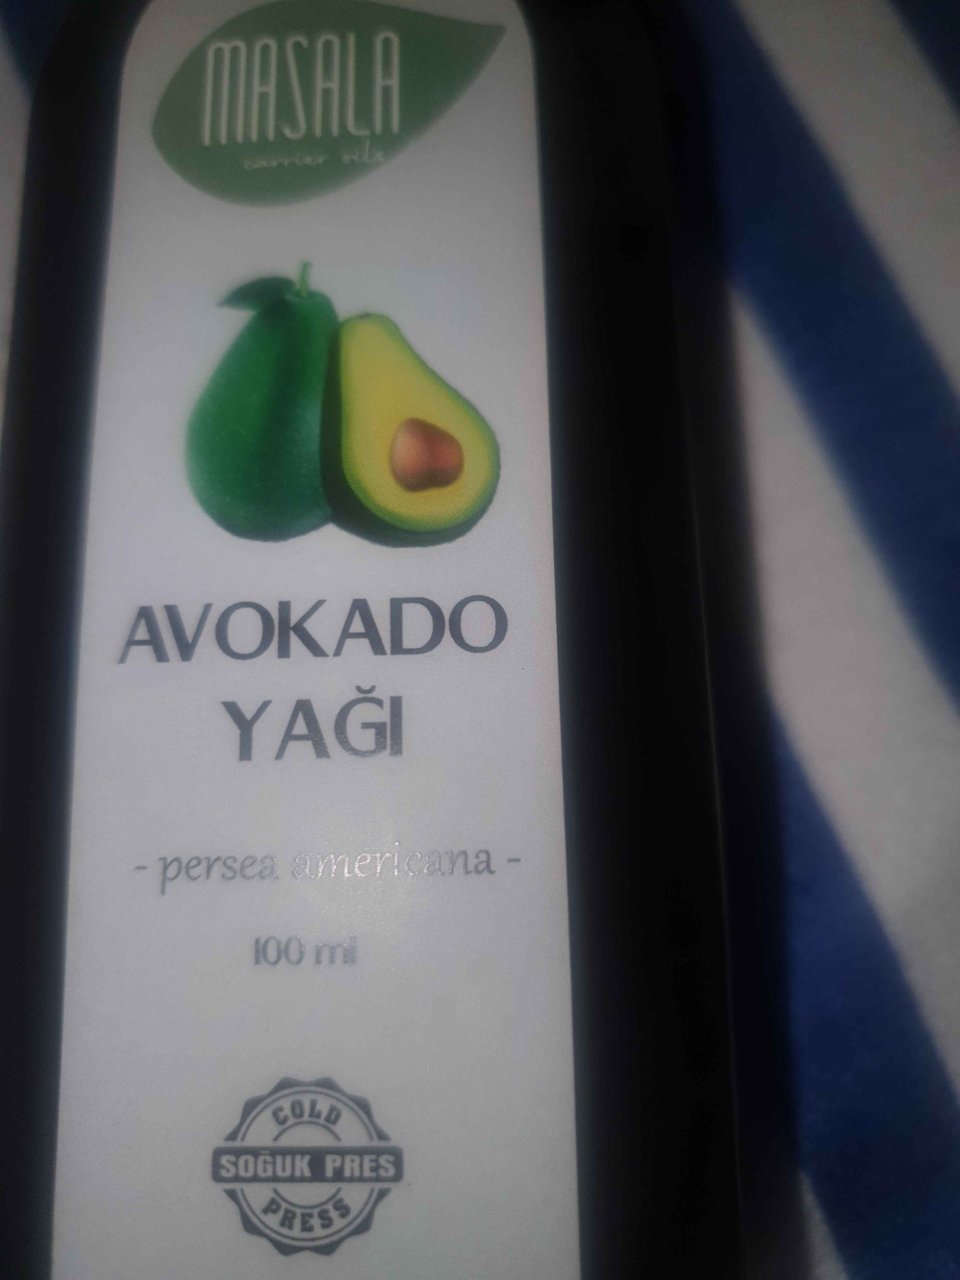 MASALA
carrier oils
AVOKADO
YAĞI
- persea americana -
100 ml
COLD
SOĞUK PRES
PRESS